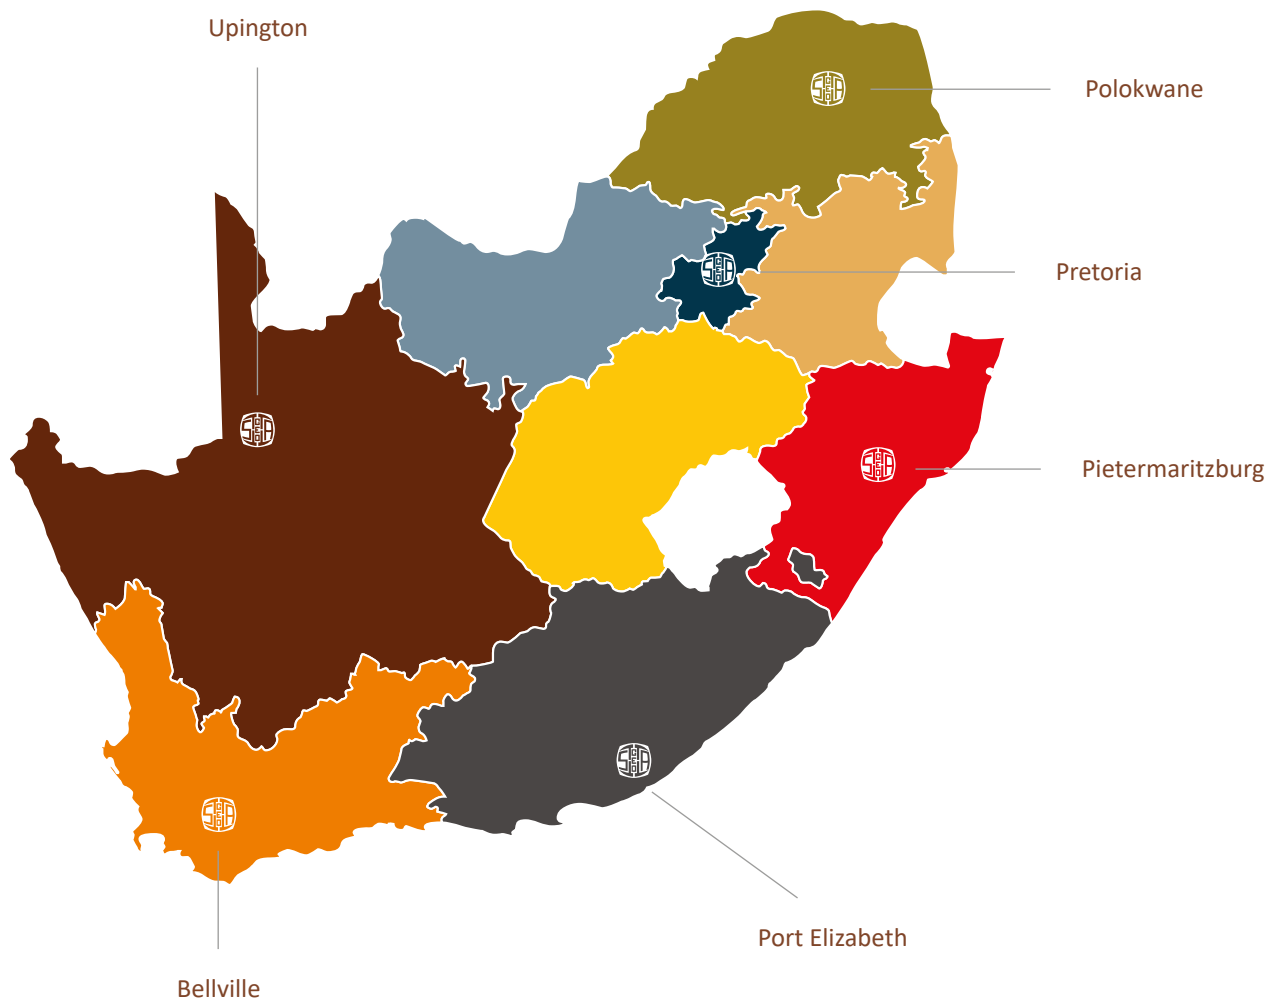 Upington
Polokwane
Pretoria
Pietermaritzburg
Port Elizabeth
Bellville